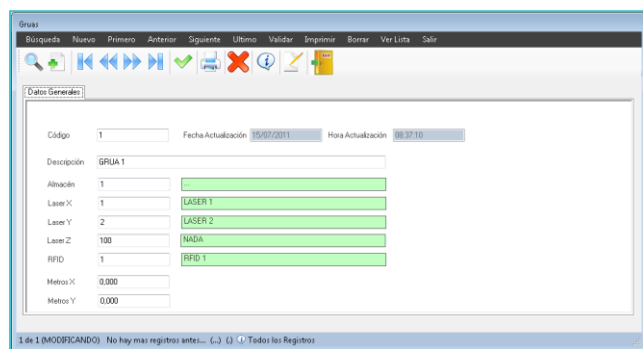 Gruas
Búsqueda Nuevo Primero Anterior Siguiente Ultimo Validar Imprimir Borrar Ver Lista Salir
Datos Generales
Código 1 Fecha Actualización 15/07/2011 Hora Actualización 08:37:10
Descripción GRUA 1
Almacén 1 ...
Laser X 1 LASER 1
Laser Y 2 LASER 2
Laser Z 100 NADA
RFID 1 RFID 1
Metros X 0,000
Metros Y 0,000
1 de 1 (MODIFICANDO) No hay mas registros antes... (...) (.) Todos los Registros